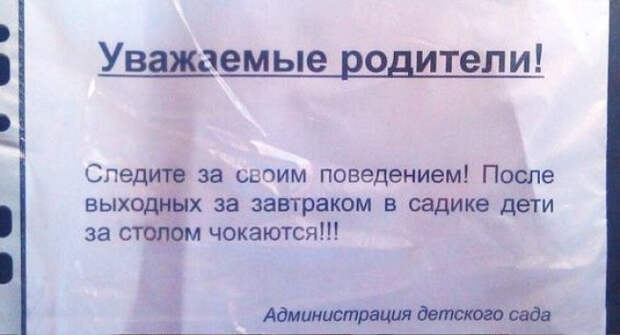 Уважаемые родители!
Следите за своим поведением! После
выходных за завтраком в садике дети
за столом чокаются!!!
Администрация детского сада